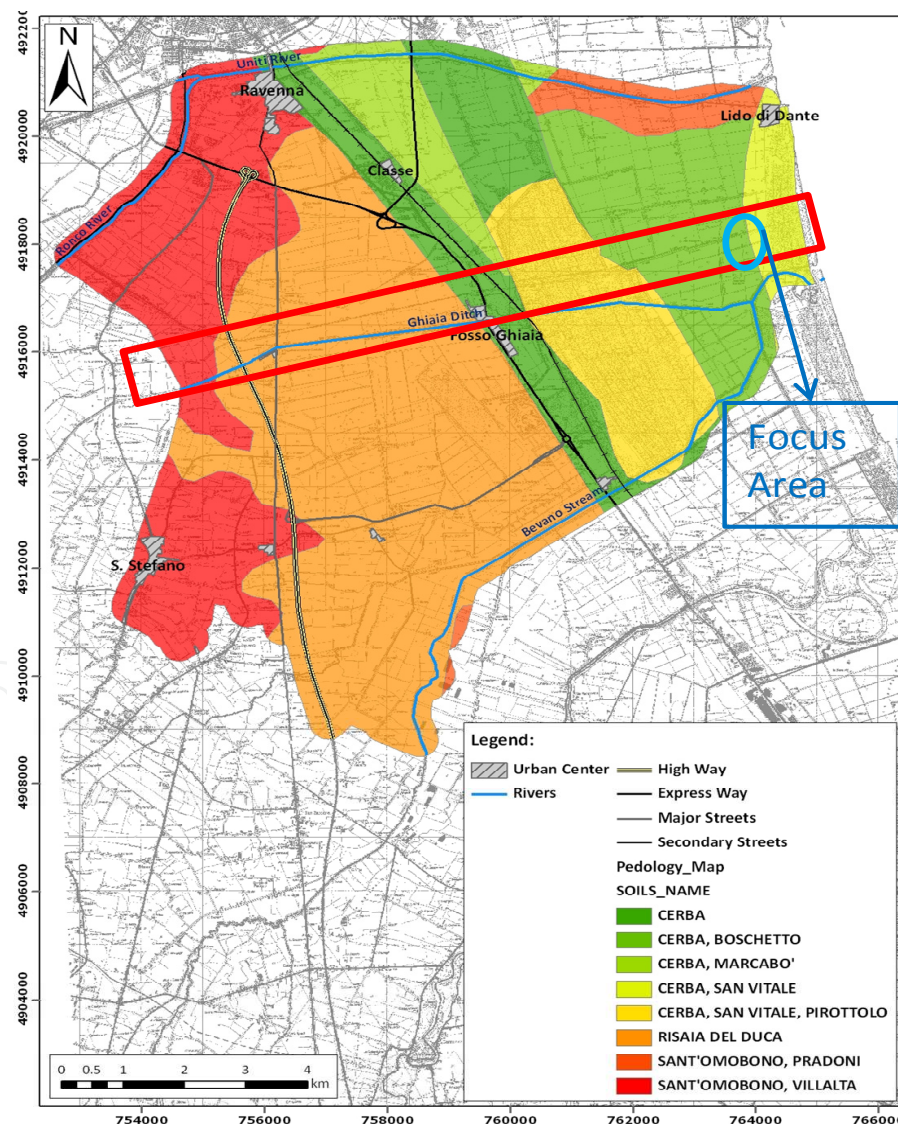 N
Uniti River
Ravenna
Lido di Dante
Classe
Ronco River
Ghiaia Ditch
Fosso Ghiaia
Focus
Area
Bevano Stream
S. Stefano
Legend:
Urban Center
High Way
Rivers
Express Way
Major Streets
Secondary Streets
Pedology_Map
SOILS_NAME
CERBA
CERBA, BOSCHETTO
CERBA, MARCABO'
CERBA, SAN VITALE
CERBA, SAN VITALE, PIROTTOLO
RISAIA DEL DUCA
SANT'OMOBONO, PRADONI
SANT'OMOBONO, VILLALTA
0 0.5 1 2 3 4
km
4920000
4918000
4916000
4914000
4912000
4910000
4908000
4906000
4904000
754000 756000 758000 760000 762000 764000 766000